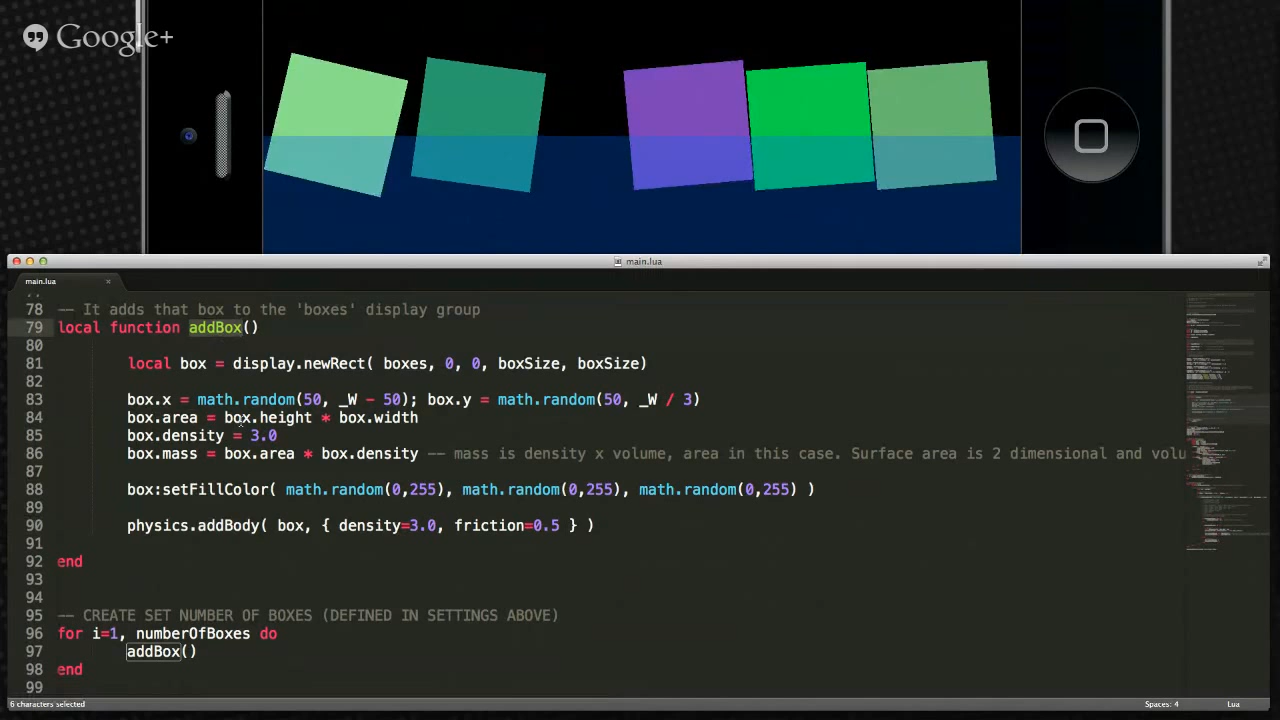 Google+
main.lua
main.lua
78 -- It adds that box to the 'boxes' display group
79 local function addBox()
80
81 local box = display.newRect( boxes, 0, 0, boxSize, boxSize)
82
83 box.x = math.random(50, _W - 50); box.y = math.random(50, _W / 3)
84 box.area = box.height * box.width
85 box.density = 3.0
86 box.mass = box.area * box.density -- mass is density x volume, area in this case. Surface area is 2 dimensional and volu
87
88 box:setFillColor( math.random(0,255), math.random(0,255), math.random(0,255) )
89
90 physics.addBody( box, { density=3.0, friction=0.5 } )
91
92 end
93
94
95 -- CREATE SET NUMBER OF BOXES (DEFINED IN SETTINGS ABOVE)
96 for i=1, numberOfBoxes do
97 addBox()
98 end
99
6 characters selected
Spaces: 4
Lua